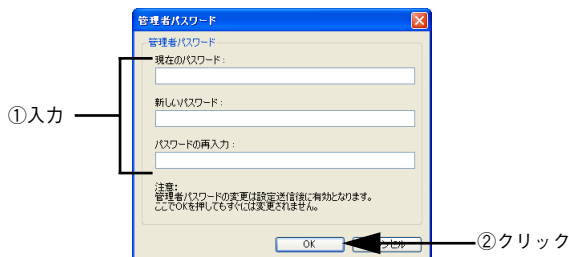 管理者パスワード
管理者パスワード
現在のパスワード:
①入力
新しいパスワード:
パスワードの再入力:
注意:
管理者パスワードの変更は設定送信後に有効となります。
ここでOKを押してもすぐには変更されません。
OK
②クリック